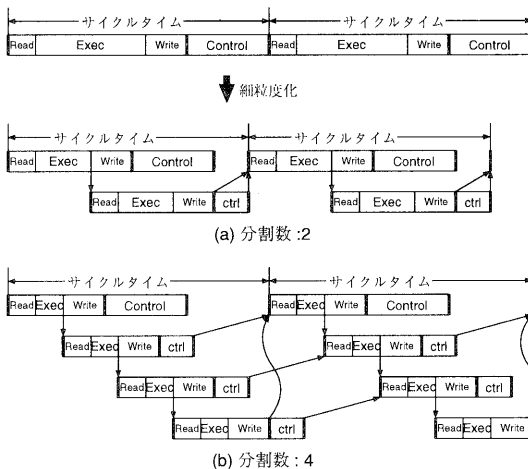 サイクルタイム サイクルタイム
Read Exec Write Control Read Exec Write Control
細粒度化
サイクルタイム サイクルタイム
Read Exec Write Control Read Exec Write Control
Read Exec Write ctrl Read Exec Write ctrl
(a) 分割数:2
サイクルタイム サイクルタイム
Read Exec Write Control Read Exec Write Control
Read Exec Write ctrl Read Exec Write ctrl
Read Exec Write ctrl Read Exec Write ctrl
Read Exec Write ctrl Read Exec Write
(b) 分割数:4